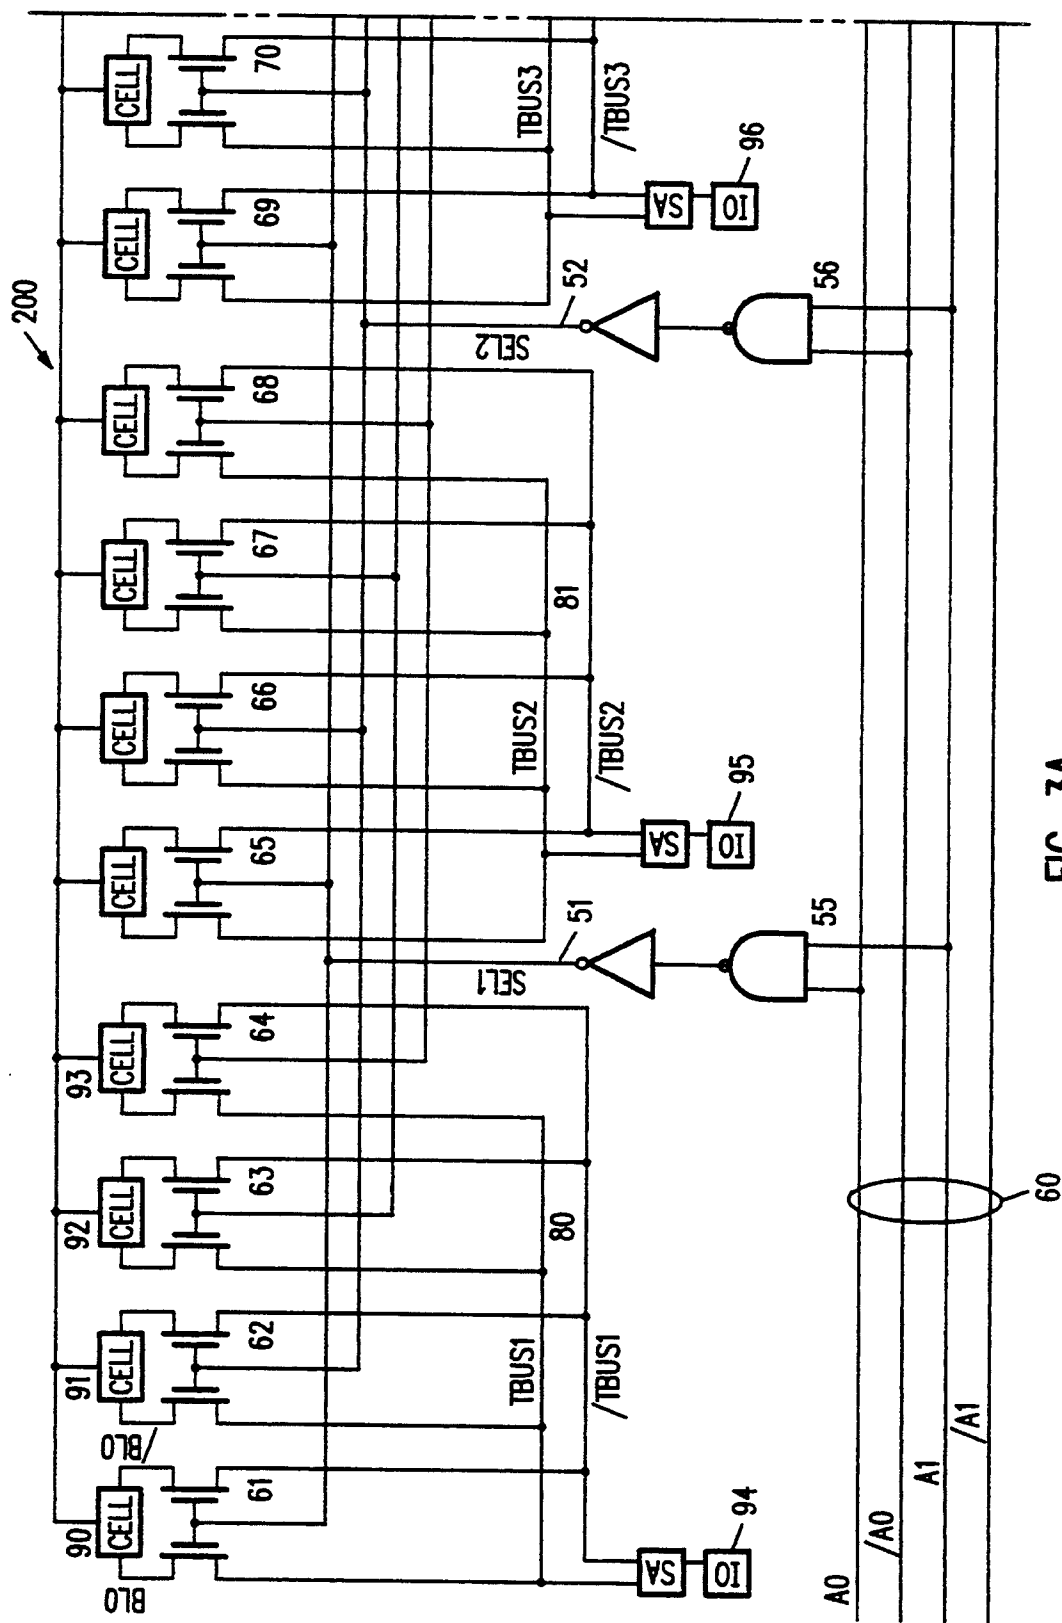 200
90
91
92
93
CELL
CELL
CELL
CELL
CELL
CELL
CELL
CELL
CELL
CELL
BL0
/BL0
61
62
63
64
65
66
67
68
69
70
SEL1
51
SEL2
52
TBUS1
80
/TBUS1
TBUS2
81
/TBUS2
TBUS3
/TBUS3
SA
SA
SA
IO
94
IO
95
IO
96
55
56
A0
/A0
A1
/A1
60
FIG. 3A